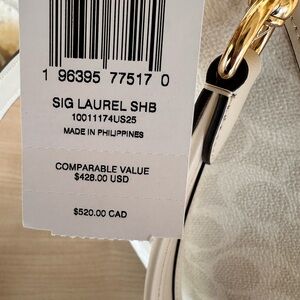 1 96395 77517 0
SIG LAUREL SHB
10011174US25
MADE IN PHILIPPINES
COMPARABLE VALUE
$428.00 USD
$520.00 CAD